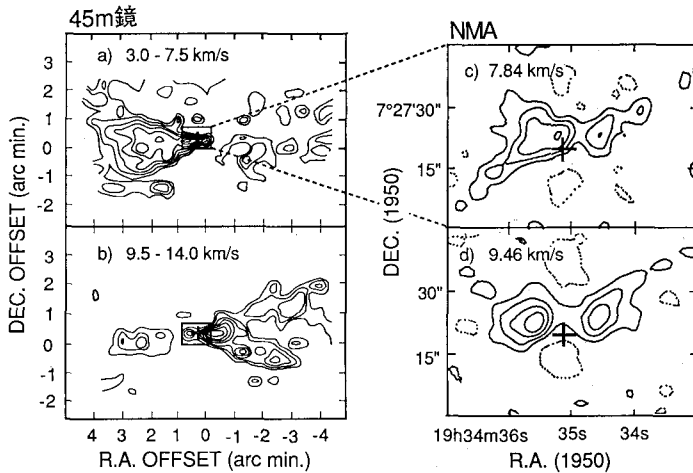 45m鏡
a) 3.0 - 7.5 km/s
3
2
1
0
-1
-2
b) 9.5 - 14.0 km/s
3
2
1
0
-1
-2
DEC. OFFSET (arc min.)
4 3 2 1 0 -1 -2 -3 -4
R.A. OFFSET (arc min.)
NMA
c) 7.84 km/s
7°27'30"
15"
d) 9.46 km/s
30"
15"
DEC. (1950)
19h34m36s 35s 34s
R.A. (1950)